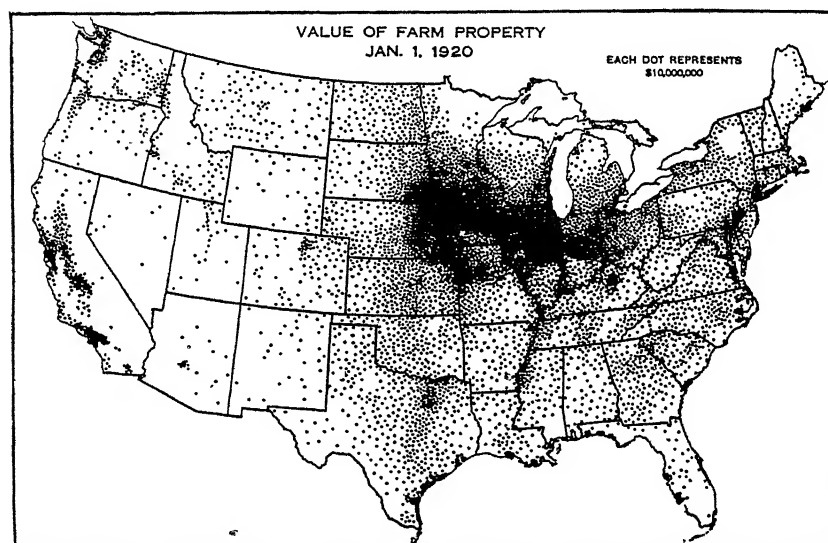 VALUE OF FARM PROPERTY
JAN. 1, 1920
EACH DOT REPRESENTS
$10,000,000